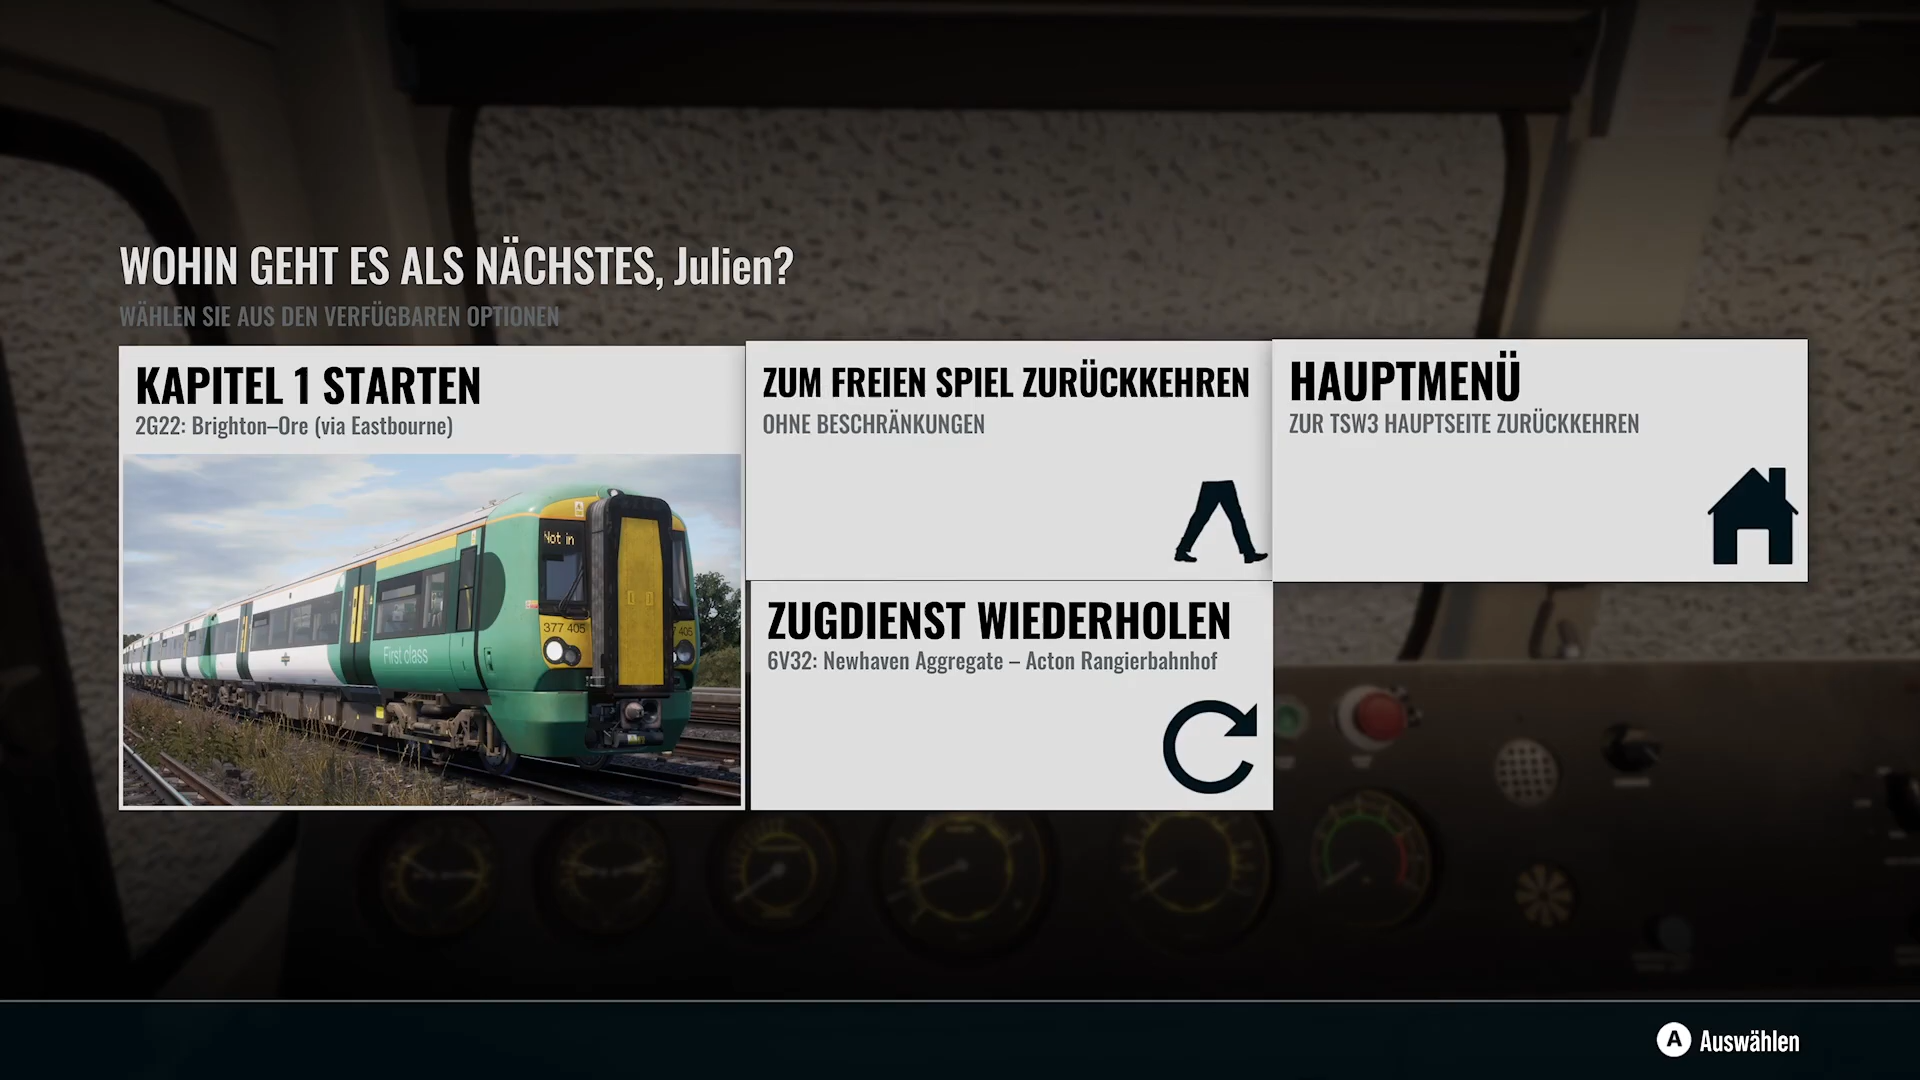 WOHIN GEHT ES ALS NÄCHSTES, Julien?
WÄHLEN SIE AUS DEN VERFÜGBAREN OPTIONEN
KAPITEL 1 STARTEN
2G22: Brighton–Ore (via Eastbourne)
Not in
377 405
7 405
First class
ZUM FREIEN SPIEL ZURÜCKKEHREN
OHNE BESCHRÄNKUNGEN
ZUGDIENST WIEDERHOLEN
6V32: Newhaven Aggregate – Acton Rangierbahnhof
HAUPTMENÜ
ZUR TSW3 HAUPTSEITE ZURÜCKKEHREN
A Auswählen